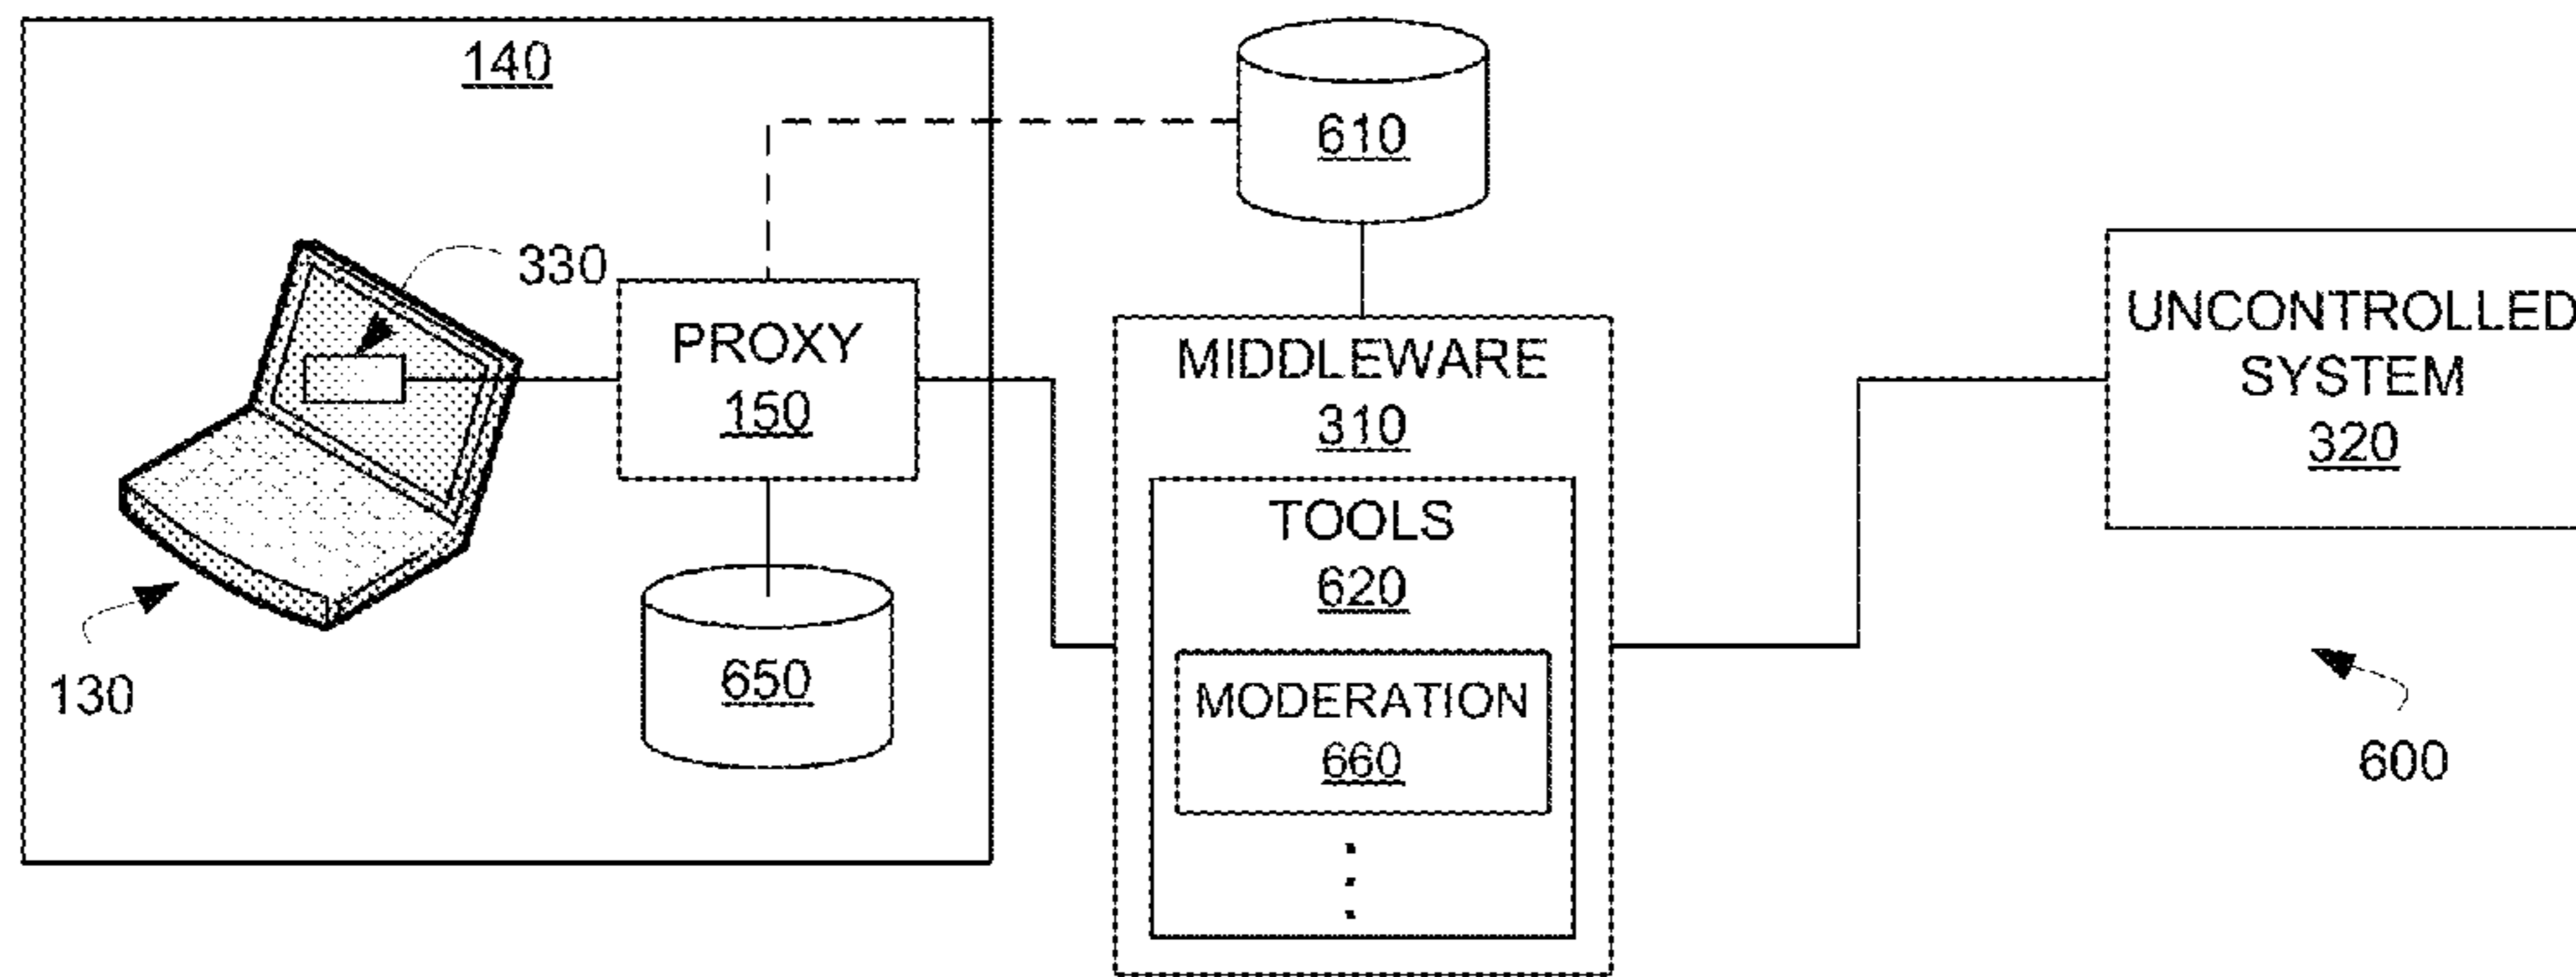 140
610
330
PROXY
150
MIDDLEWARE
310
UNCONTROLLED
SYSTEM
320
TOOLS
620
650
130
MODERATION
660
600